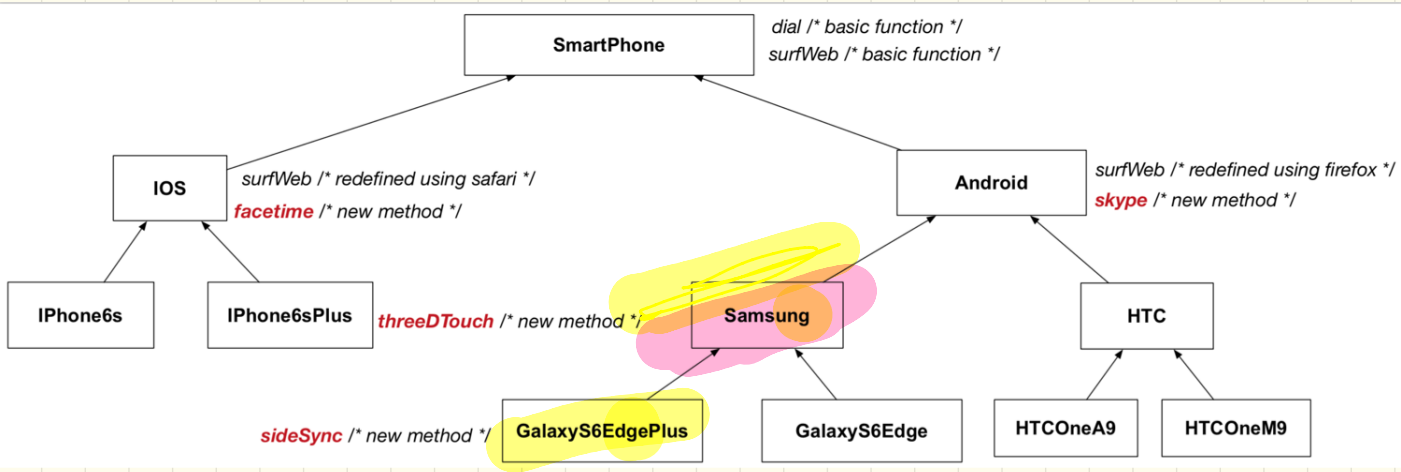 SmartPhone
dial /* basic function */
surfWeb /* basic function */
IOS
surfWeb /* redefined using safari */
facetime /* new method */
Android
surfWeb /* redefined using firefox */
skype /* new method */
IPhone6s
IPhone6sPlus
threeDTouch /* new method */
Samsung
HTC
sideSync /* new method */
GalaxyS6EdgePlus
GalaxyS6Edge
HTCOneA9
HTCOneM9